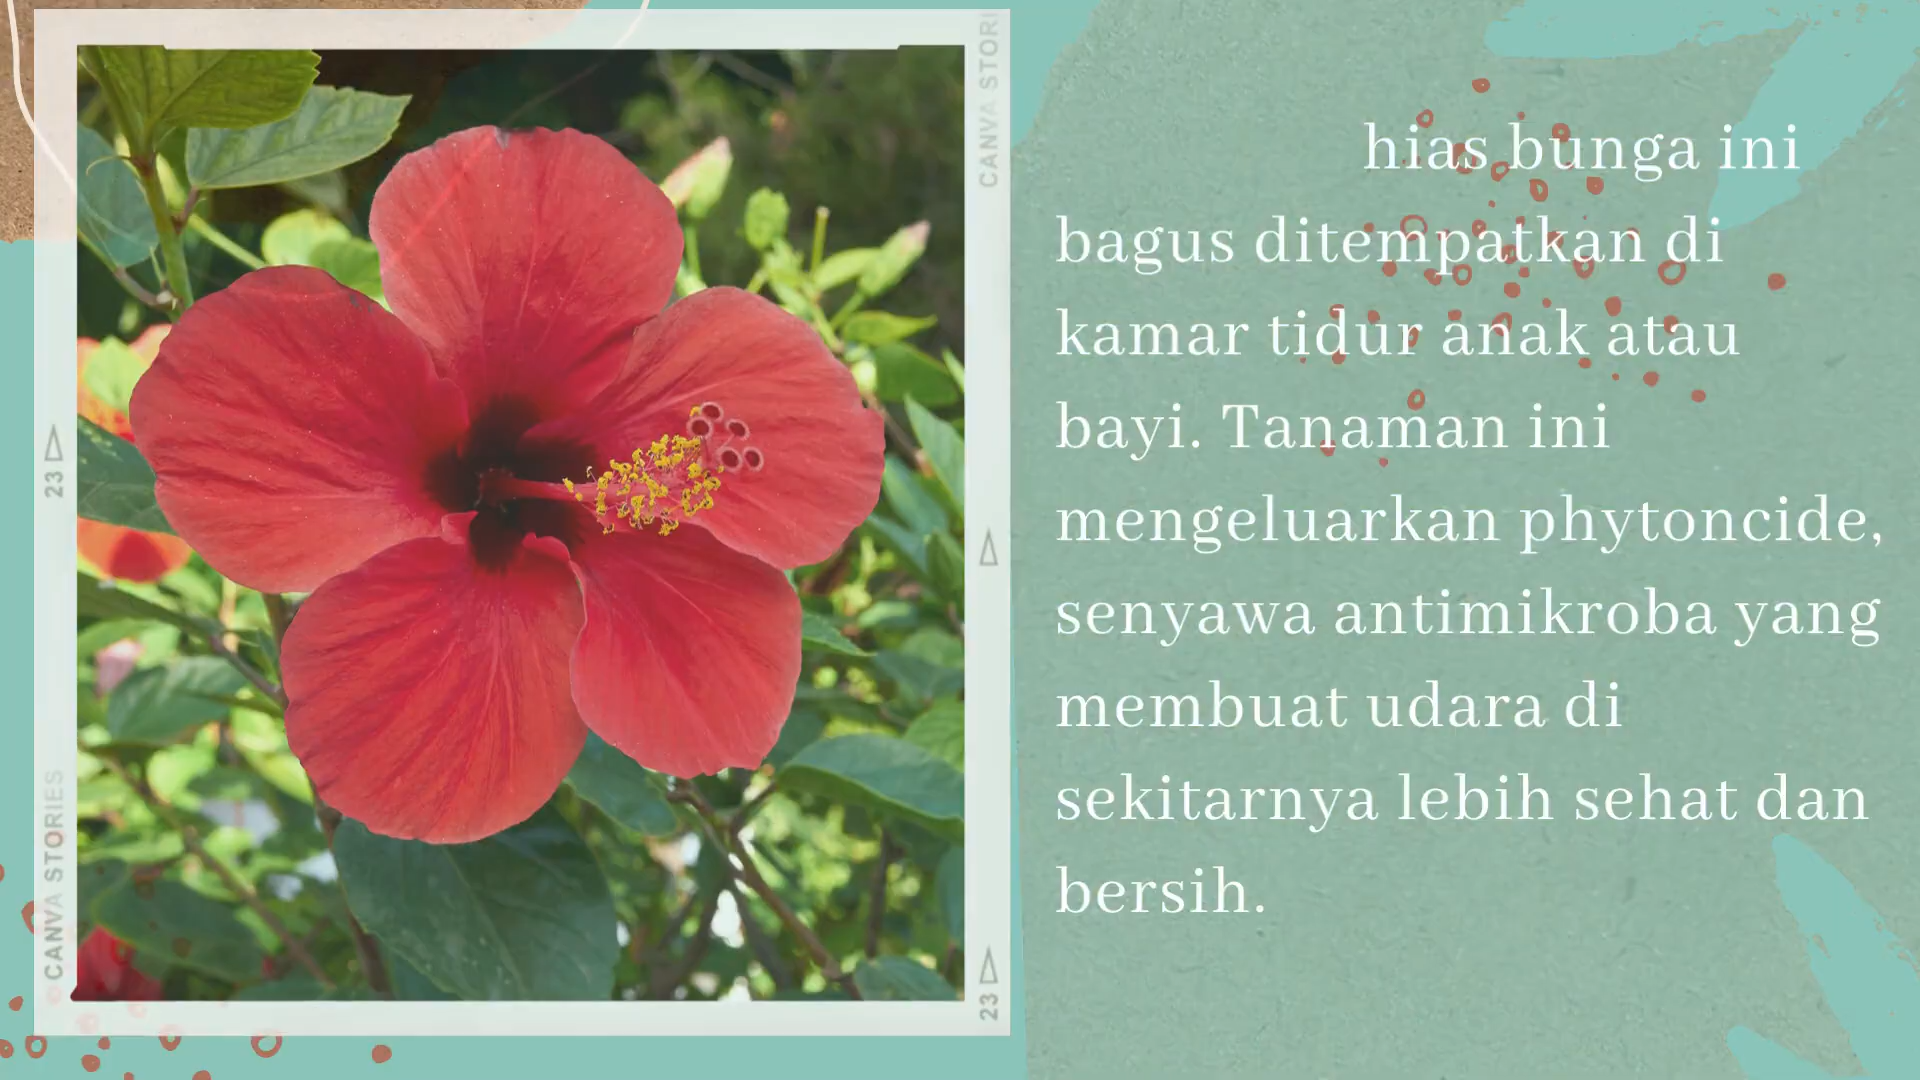 hias bunga ini
bagus ditempatkan di
kamar tidur anak atau
bayi. Tanaman ini
mengeluarkan phytoncide,
senyawa antimikroba yang
membuat udara di
sekitarnya lebih sehat dan
bersih.
CANVA STORI
23
©CANVA STORIES
23